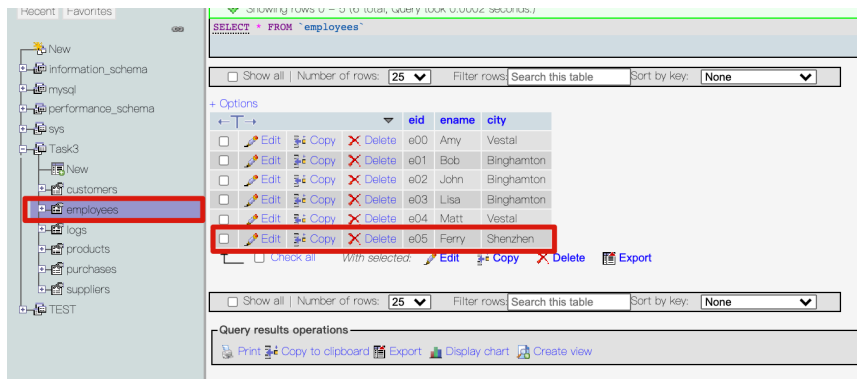 Recent Favorites
New
information_schema
mysql
performance_schema
sys
Task3
New
customers
employees
logs
products
purchases
suppliers
TEST
Showing rows 0 - 5 (6 total, Query took 0.0002 seconds.)
SELECT * FROM `employees`
Show all | Number of rows: 25 Filter rows: Search this table Sort by key: None
+ Options
←T→ ▼ eid ename city
Edit Copy Delete e00 Amy Vestal
Edit Copy Delete e01 Bob Binghamton
Edit Copy Delete e02 John Binghamton
Edit Copy Delete e03 Lisa Binghamton
Edit Copy Delete e04 Matt Vestal
Edit Copy Delete e05 Ferry Shenzhen
Check all With selected: Edit Copy Delete Export
Show all | Number of rows: 25 Filter rows: Search this table Sort by key: None
Query results operations
Print Copy to clipboard Export Display chart Create view